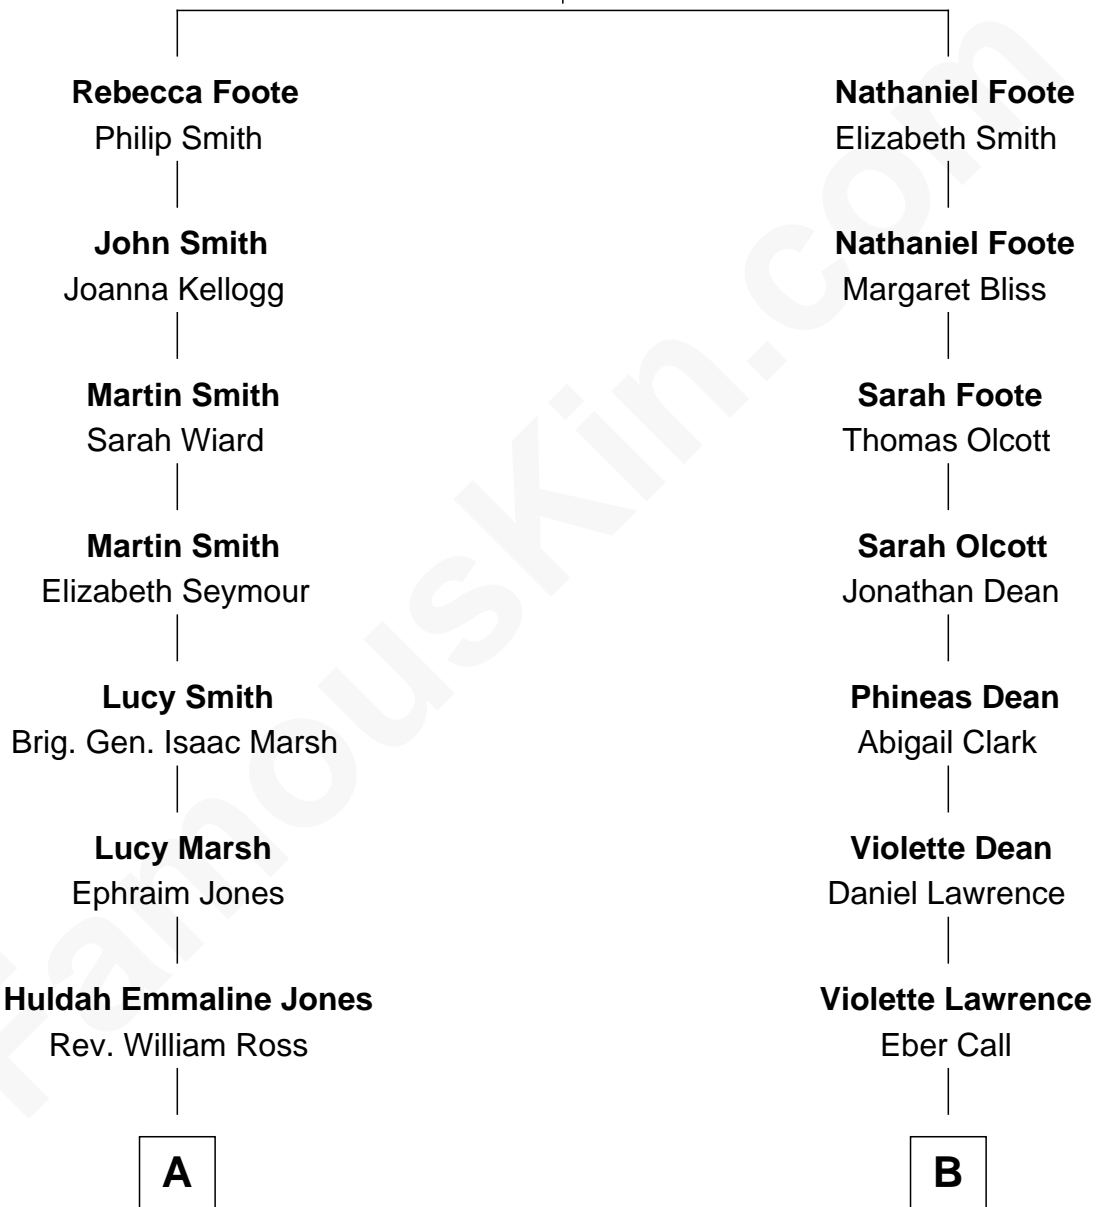 Rebecca Foote
Philip Smith
Nathaniel Foote
Elizabeth Smith
John Smith
Joanna Kellogg
Nathaniel Foote
Margaret Bliss
Martin Smith
Sarah Wiard
Sarah Foote
Thomas Olcott
Martin Smith
Elizabeth Seymour
Sarah Olcott
Jonathan Dean
Lucy Smith
Brig. Gen. Isaac Marsh
Phineas Dean
Abigail Clark
Lucy Marsh
Ephraim Jones
Violette Dean
Daniel Lawrence
Huldah Emmaline Jones
Rev. William Ross
Violette Lawrence
Eber Call
A
B
FamousKin.com